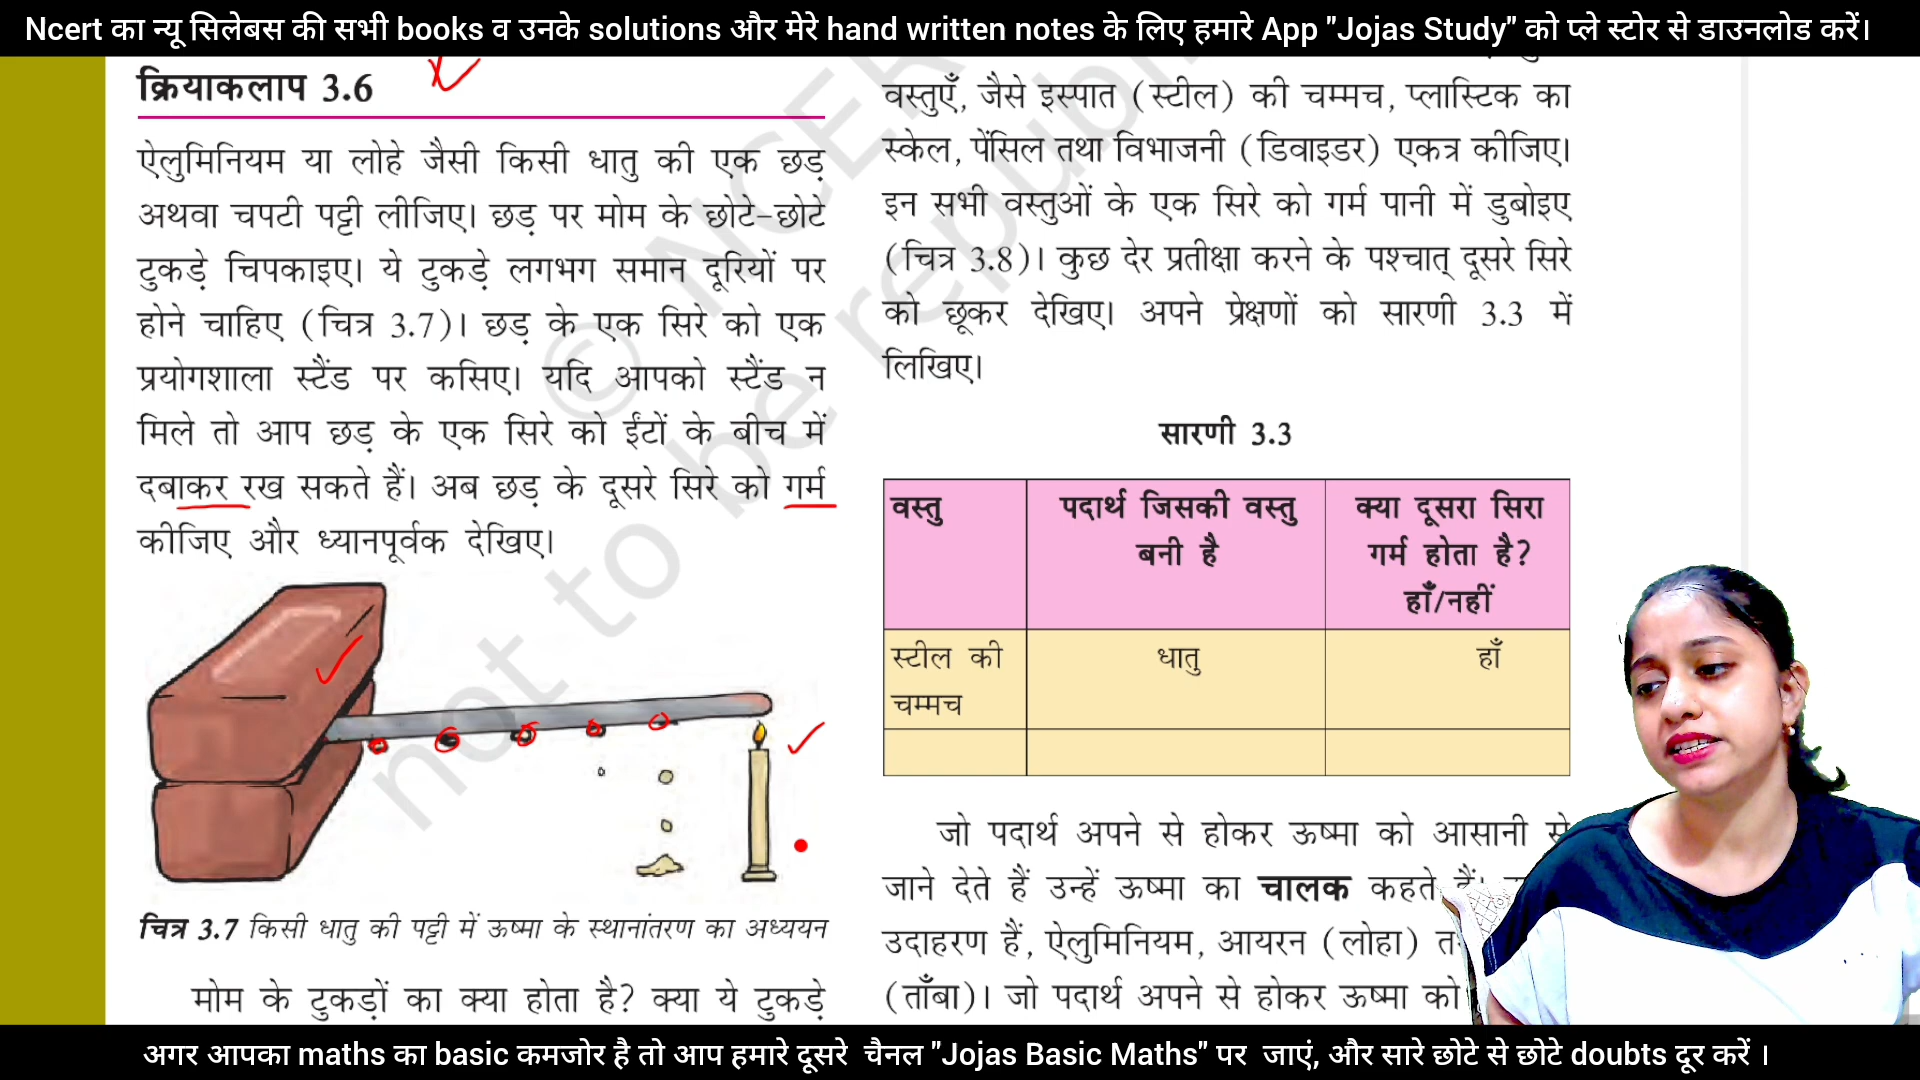 Ncert का न्यू सिलेबस की सभी books व उनके solutions और मेरे hand written notes के लिए हमारे App "Jojas Study" को प्ले स्टोर से डाउनलोड करें।
क्रियाकलाप 3.6
ऐलुमिनियम या लोहे जैसी किसी धातु की एक छड़
अथवा चपटी पट्टी लीजिए। छड़ पर मोम के छोटे-छोटे
टुकड़े चिपकाइए। ये टुकड़े लगभग समान दूरियों पर
होने चाहिए (चित्र 3.7)। छड़ के एक सिरे को एक
प्रयोगशाला स्टैंड पर कसिए। यदि आपको स्टैंड न
मिले तो आप छड़ के एक सिरे को ईंटों के बीच में
दबाकर रख सकते हैं। अब छड़ के दूसरे सिरे को गर्म
कीजिए और ध्यानपूर्वक देखिए।
चित्र 3.7 किसी धातु की पट्टी में ऊष्मा के स्थानांतरण का अध्ययन
मोम के टुकड़ों का क्या होता है? क्या ये टुकड़े
वस्तुएँ, जैसे इस्पात (स्टील) की चम्मच, प्लास्टिक का
स्केल, पेंसिल तथा विभाजनी (डिवाइडर) एकत्र कीजिए।
इन सभी वस्तुओं के एक सिरे को गर्म पानी में डुबोइए
(चित्र 3.8)। कुछ देर प्रतीक्षा करने के पश्चात् दूसरे सिरे
को छूकर देखिए। अपने प्रेक्षणों को सारणी 3.3 में
लिखिए।
सारणी 3.3
वस्तु
पदार्थ जिसकी वस्तु
बनी है
क्या दूसरा सिरा
गर्म होता है?
हाँ/नहीं
स्टील की
चम्मच
धातु
हाँ
जो पदार्थ अपने से होकर ऊष्मा को आसानी से
जाने देते हैं उन्हें ऊष्मा का चालक कहते हैं।
उदाहरण हैं, ऐलुमिनियम, आयरन (लोहा)
(ताँबा)। जो पदार्थ अपने से होकर ऊष्मा को
© NCER
not to be republi
अगर आपका maths का basic कमजोर है तो आप हमारे दूसरे चैनल "Jojas Basic Maths" पर जाएं, और सारे छोटे से छोटे doubts दूर करें ।